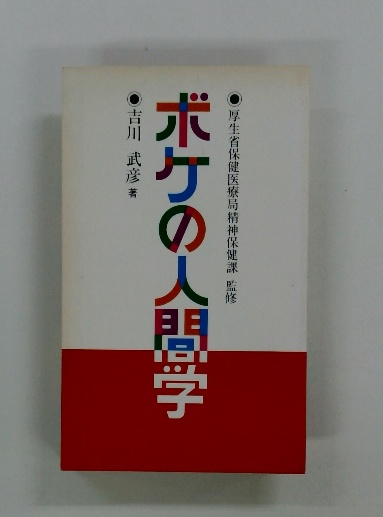 ◉厚生省保健医療局精神保健課 監修
ボケの人間学
◉吉川 武彦 著